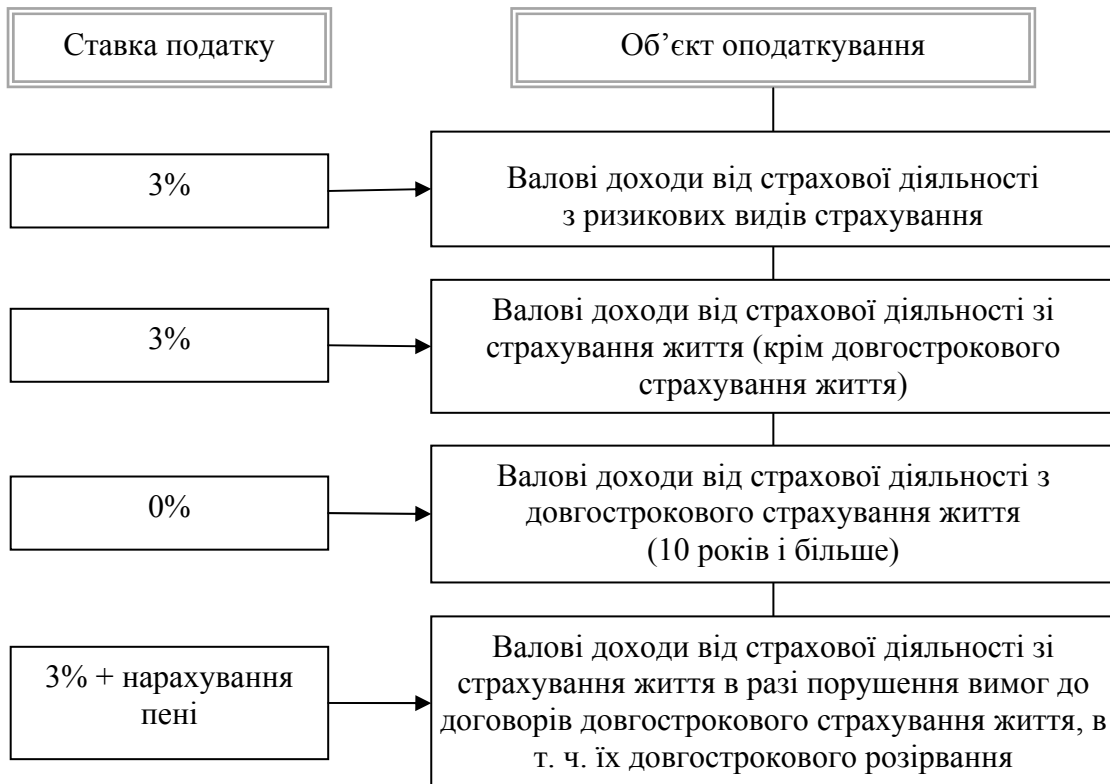 Ставка податку
Об’єкт оподаткування
3%
Валові доходи від страхової діяльності
з ризикових видів страхування
3%
Валові доходи від страхової діяльності зі
страхування життя (крім довгострокового
страхування життя)
0%
Валові доходи від страхової діяльності з
довгострокового страхування життя
(10 років і більше)
3% + нарахування
пені
Валові доходи від страхової діяльності зі
страхування життя в разі порушення вимог до
договорів довгострокового страхування життя, в
т. ч. їх довгострокового розірвання